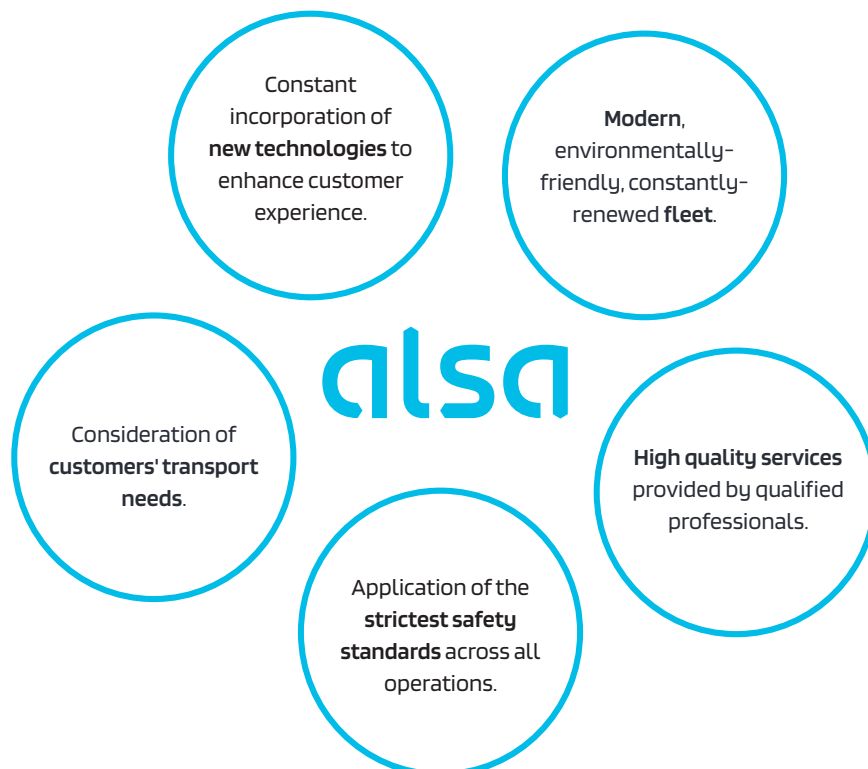 Constant
incorporation of
new technologies to
enhance customer
experience.
Modern,
environmentally-
friendly, constantly-
renewed fleet.
alsa
Consideration of
customers' transport
needs.
High quality services
provided by qualified
professionals.
Application of the
strictest safety
standards across all
operations.